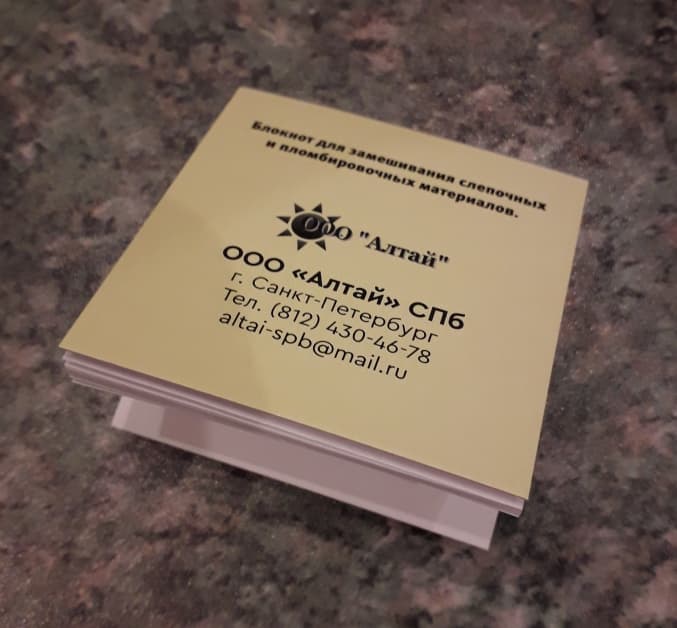 Блокнот для замешивания слепочных
и пломбировочных материалов.
ООО "Алтай"
ООО «Алтай» СПб
г. Санкт-Петербург
Тел. (812) 430-46-78
altai-spb@mail.ru